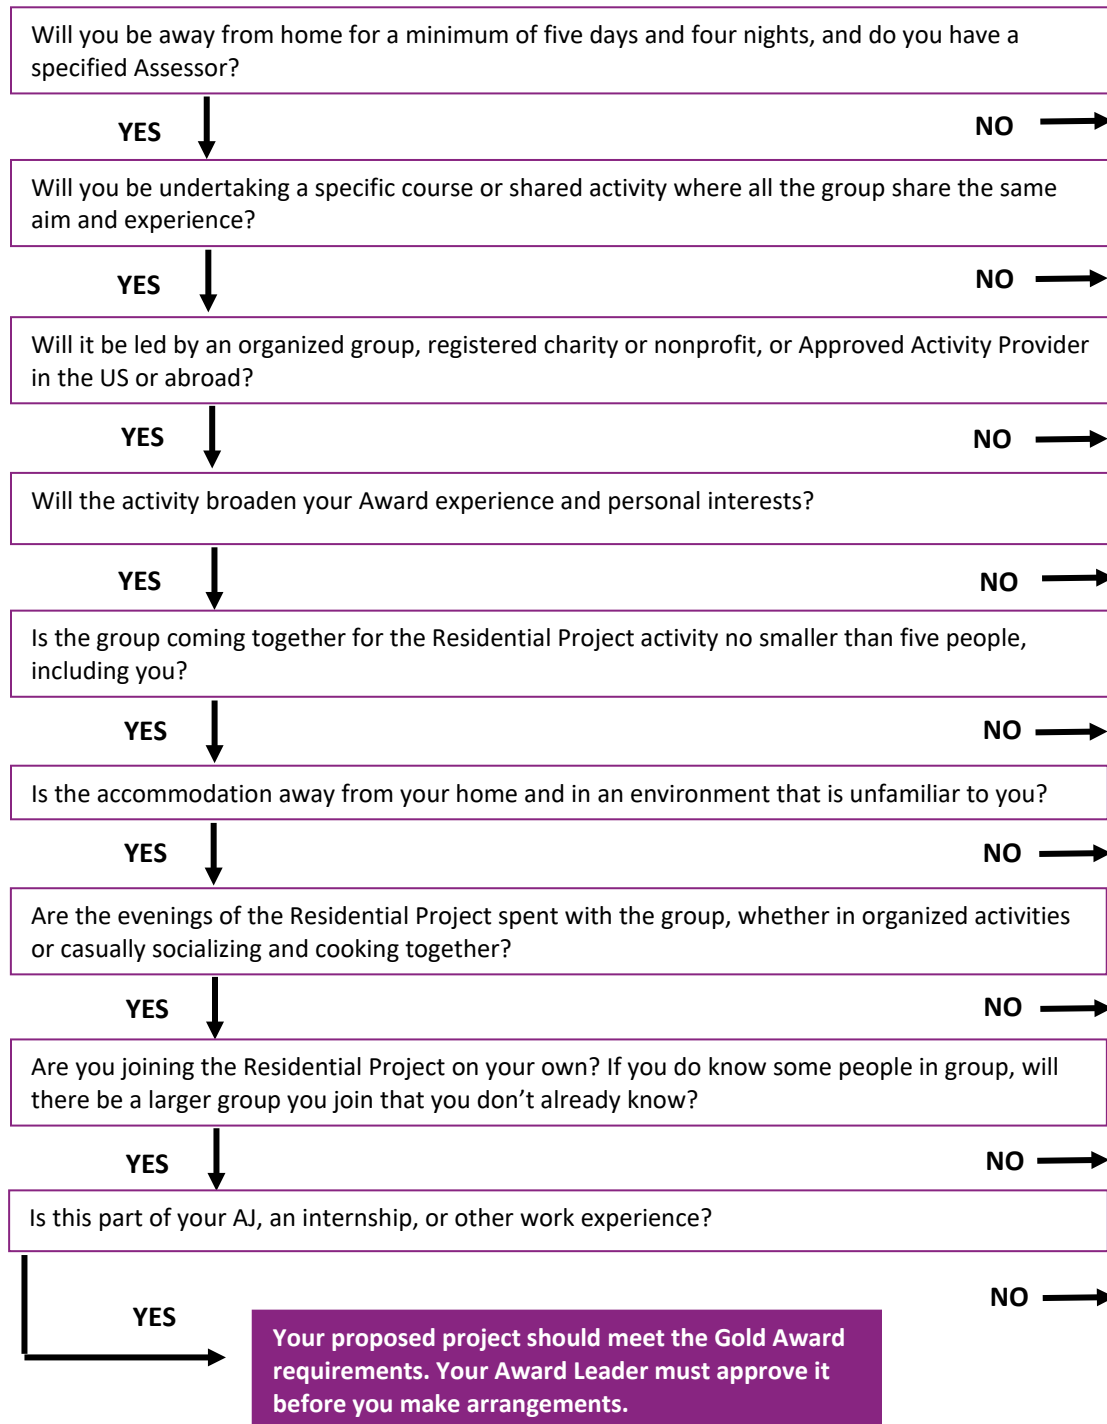 Will you be away from home for a minimum of five days and four nights, and do you have a
specified Assessor?
YES
NO
Will you be undertaking a specific course or shared activity where all the group share the same
aim and experience?
YES
NO
Will it be led by an organized group, registered charity or nonprofit, or Approved Activity Provider
in the US or abroad?
YES
NO
Will the activity broaden your Award experience and personal interests?
YES
NO
Is the group coming together for the Residential Project activity no smaller than five people,
including you?
YES
NO
Is the accommodation away from your home and in an environment that is unfamiliar to you?
YES
NO
Are the evenings of the Residential Project spent with the group, whether in organized activities
or casually socializing and cooking together?
YES
NO
Are you joining the Residential Project on your own? If you do know some people in group, will
there be a larger group you join that you don't already know?
YES
NO
Is this part of your AJ, an internship, or other work experience?
YES
NO
Your proposed project should meet the Gold Award
requirements. Your Award Leader must approve it
before you make arrangements.